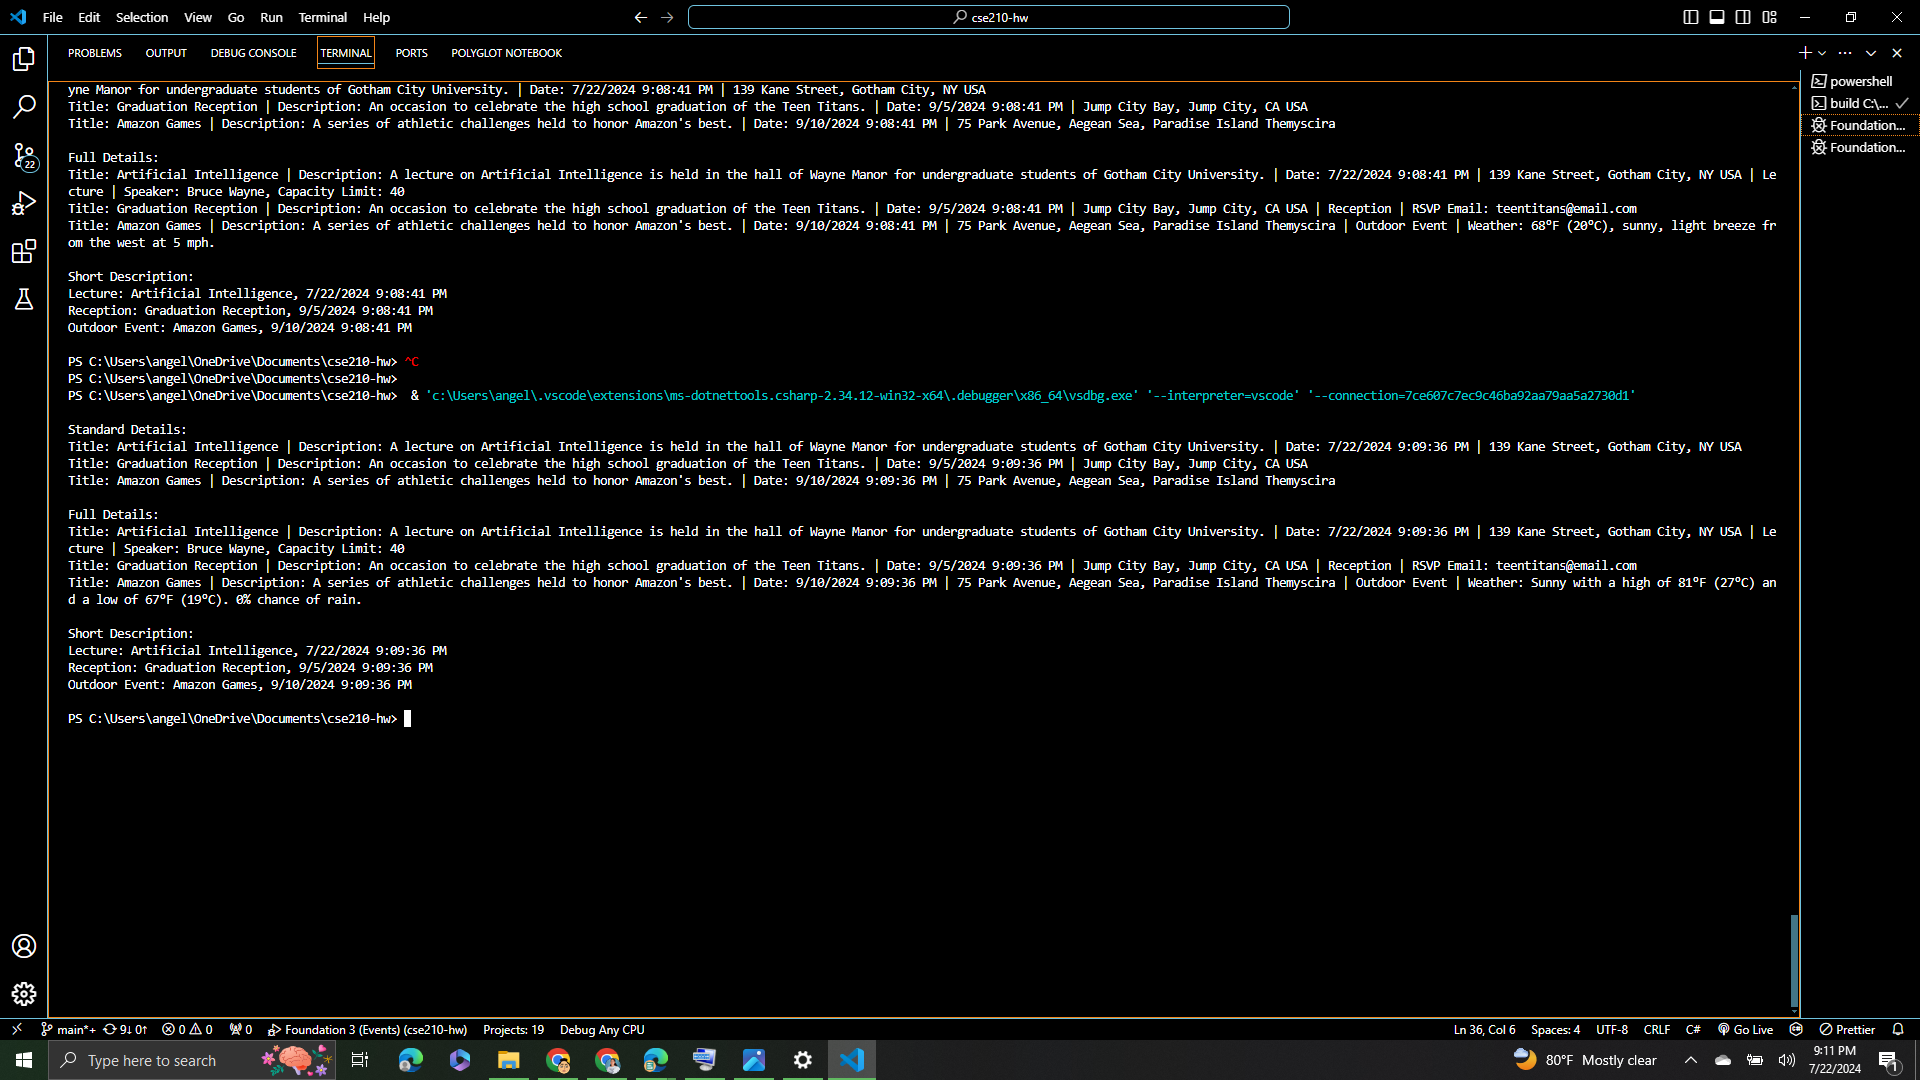 File Edit Selection View Go Run Terminal Help
cse210-hw
PROBLEMS OUTPUT DEBUG CONSOLE TERMINAL PORTS POLYGLOT NOTEBOOK
powershell
build C:\...
Foundation...
Foundation...
22
yne Manor for undergraduate students of Gotham City University. | Date: 7/22/2024 9:08:41 PM | 139 Kane Street, Gotham City, NY USA
Title: Graduation Reception | Description: An occasion to celebrate the high school graduation of the Teen Titans. | Date: 9/5/2024 9:08:41 PM | Jump City Bay, Jump City, CA USA
Title: Amazon Games | Description: A series of athletic challenges held to honor Amazon's best. | Date: 9/10/2024 9:08:41 PM | 75 Park Avenue, Aegean Sea, Paradise Island Themyscira
Full Details:
Title: Artificial Intelligence | Description: A lecture on Artificial Intelligence is held in the hall of Wayne Manor for undergraduate students of Gotham City University. | Date: 7/22/2024 9:08:41 PM | 139 Kane Street, Gotham City, NY USA | Le
cture | Speaker: Bruce Wayne, Capacity Limit: 40
Title: Graduation Reception | Description: An occasion to celebrate the high school graduation of the Teen Titans. | Date: 9/5/2024 9:08:41 PM | Jump City Bay, Jump City, CA USA | Reception | RSVP Email: teentitans@email.com
Title: Amazon Games | Description: A series of athletic challenges held to honor Amazon's best. | Date: 9/10/2024 9:08:41 PM | 75 Park Avenue, Aegean Sea, Paradise Island Themyscira | Outdoor Event | Weather: 68°F (20°C), sunny, light breeze fr
om the west at 5 mph.
Short Description:
Lecture: Artificial Intelligence, 7/22/2024 9:08:41 PM
Reception: Graduation Reception, 9/5/2024 9:08:41 PM
Outdoor Event: Amazon Games, 9/10/2024 9:08:41 PM
PS C:\Users\angel\OneDrive\Documents\cse210-hw> ^C
PS C:\Users\angel\OneDrive\Documents\cse210-hw>
PS C:\Users\angel\OneDrive\Documents\cse210-hw> & 'c:\Users\angel\.vscode\extensions\ms-dotnettools.csharp-2.34.12-win32-x64\.debugger\x86_64\vsdbg.exe' '--interpreter=vscode' '--connection=7ce607c7ec9c46ba92aa79aa5a2730d1'
Standard Details:
Title: Artificial Intelligence | Description: A lecture on Artificial Intelligence is held in the hall of Wayne Manor for undergraduate students of Gotham City University. | Date: 7/22/2024 9:09:36 PM | 139 Kane Street, Gotham City, NY USA
Title: Graduation Reception | Description: An occasion to celebrate the high school graduation of the Teen Titans. | Date: 9/5/2024 9:09:36 PM | Jump City Bay, Jump City, CA USA
Title: Amazon Games | Description: A series of athletic challenges held to honor Amazon's best. | Date: 9/10/2024 9:09:36 PM | 75 Park Avenue, Aegean Sea, Paradise Island Themyscira
Full Details:
Title: Artificial Intelligence | Description: A lecture on Artificial Intelligence is held in the hall of Wayne Manor for undergraduate students of Gotham City University. | Date: 7/22/2024 9:09:36 PM | 139 Kane Street, Gotham City, NY USA | Le
cture | Speaker: Bruce Wayne, Capacity Limit: 40
Title: Graduation Reception | Description: An occasion to celebrate the high school graduation of the Teen Titans. | Date: 9/5/2024 9:09:36 PM | Jump City Bay, Jump City, CA USA | Reception | RSVP Email: teentitans@email.com
Title: Amazon Games | Description: A series of athletic challenges held to honor Amazon's best. | Date: 9/10/2024 9:09:36 PM | 75 Park Avenue, Aegean Sea, Paradise Island Themyscira | Outdoor Event | Weather: Sunny with a high of 81°F (27°C) an
d a low of 67°F (19°C). 0% chance of rain.
Short Description:
Lecture: Artificial Intelligence, 7/22/2024 9:09:36 PM
Reception: Graduation Reception, 9/5/2024 9:09:36 PM
Outdoor Event: Amazon Games, 9/10/2024 9:09:36 PM
PS C:\Users\angel\OneDrive\Documents\cse210-hw>
main*+ 9↓ 0↑ 0 0 0 Foundation 3 (Events) (cse210-hw) Projects: 19 Debug Any CPU Ln 36, Col 6 Spaces: 4 UTF-8 CRLF C# Go Live Prettier
Type here to search 80°F Mostly clear
9:11 PM
7/22/2024
1